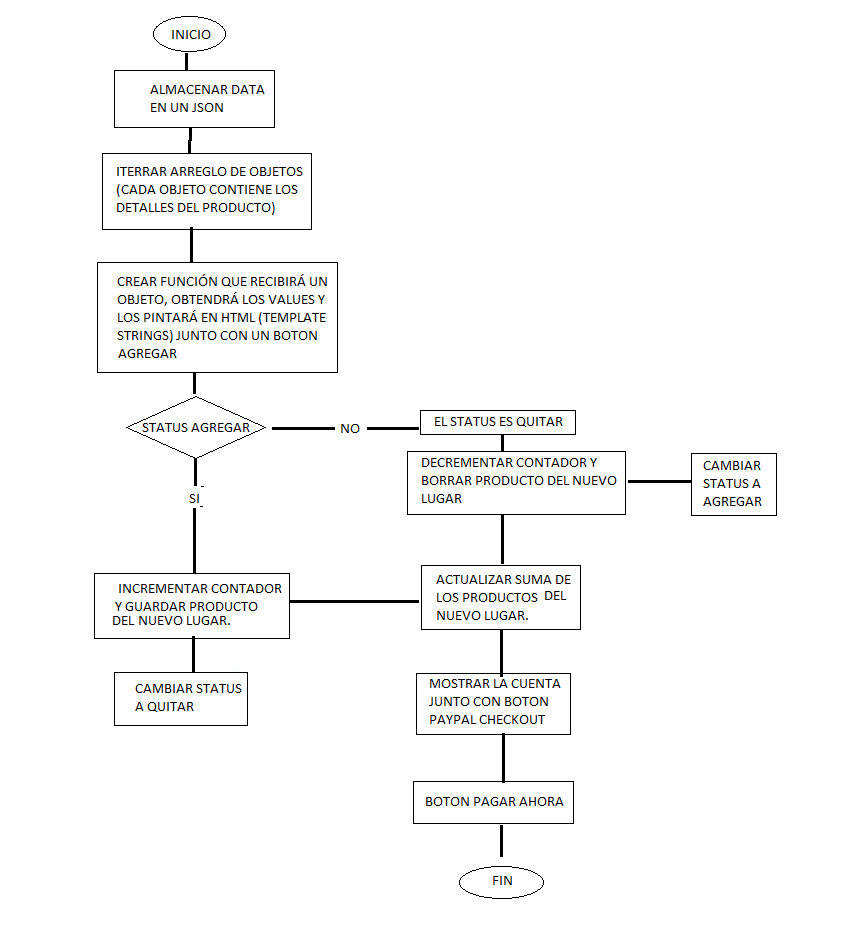 INICIO
ALMACENAR DATA
EN UN JSON
ITERRAR ARREGLO DE OBJETOS
(CADA OBJETO CONTIENE LOS
DETALLES DEL PRODUCTO)
CREAR FUNCIÓN QUE RECIBIRÁ UN
OBJETO, OBTENDRÁ LOS VALUES Y
LOS PINTARÁ EN HTML (TEMPLATE
STRINGS) JUNTO CON UN BOTON
AGREGAR
STATUS AGREGAR
NO
EL STATUS ES QUITAR
DECREMENTAR CONTADOR Y
BORRAR PRODUCTO DEL NUEVO
LUGAR
CAMBIAR
STATUS A
AGREGAR
SI
INCREMENTAR CONTADOR
Y GUARDAR PRODUCTO
DEL NUEVO LUGAR.
ACTUALIZAR SUMA DE
LOS PRODUCTOS DEL
NUEVO LUGAR.
CAMBIAR STATUS
A QUITAR
MOSTRAR LA CUENTA
JUNTO CON BOTON
PAYPAL CHECKOUT
BOTON PAGAR AHORA
FIN